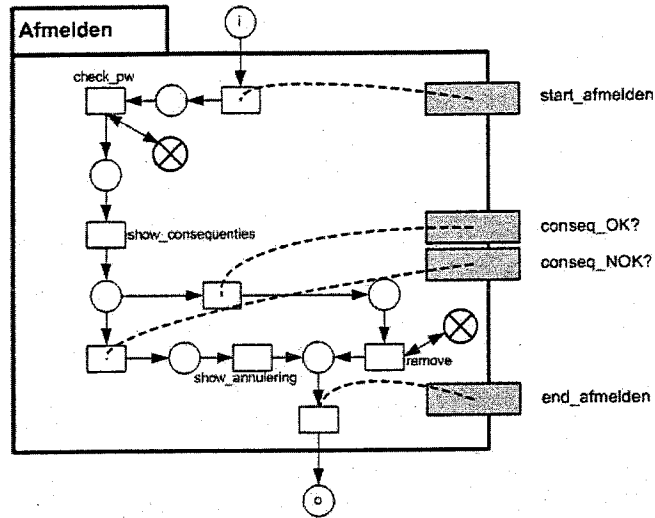 Afmelden
i
check_pw
start_afmelden
show_consequenties
conseq_OK?
conseq_NOK?
remove
show_annulering
end_afmelden
o